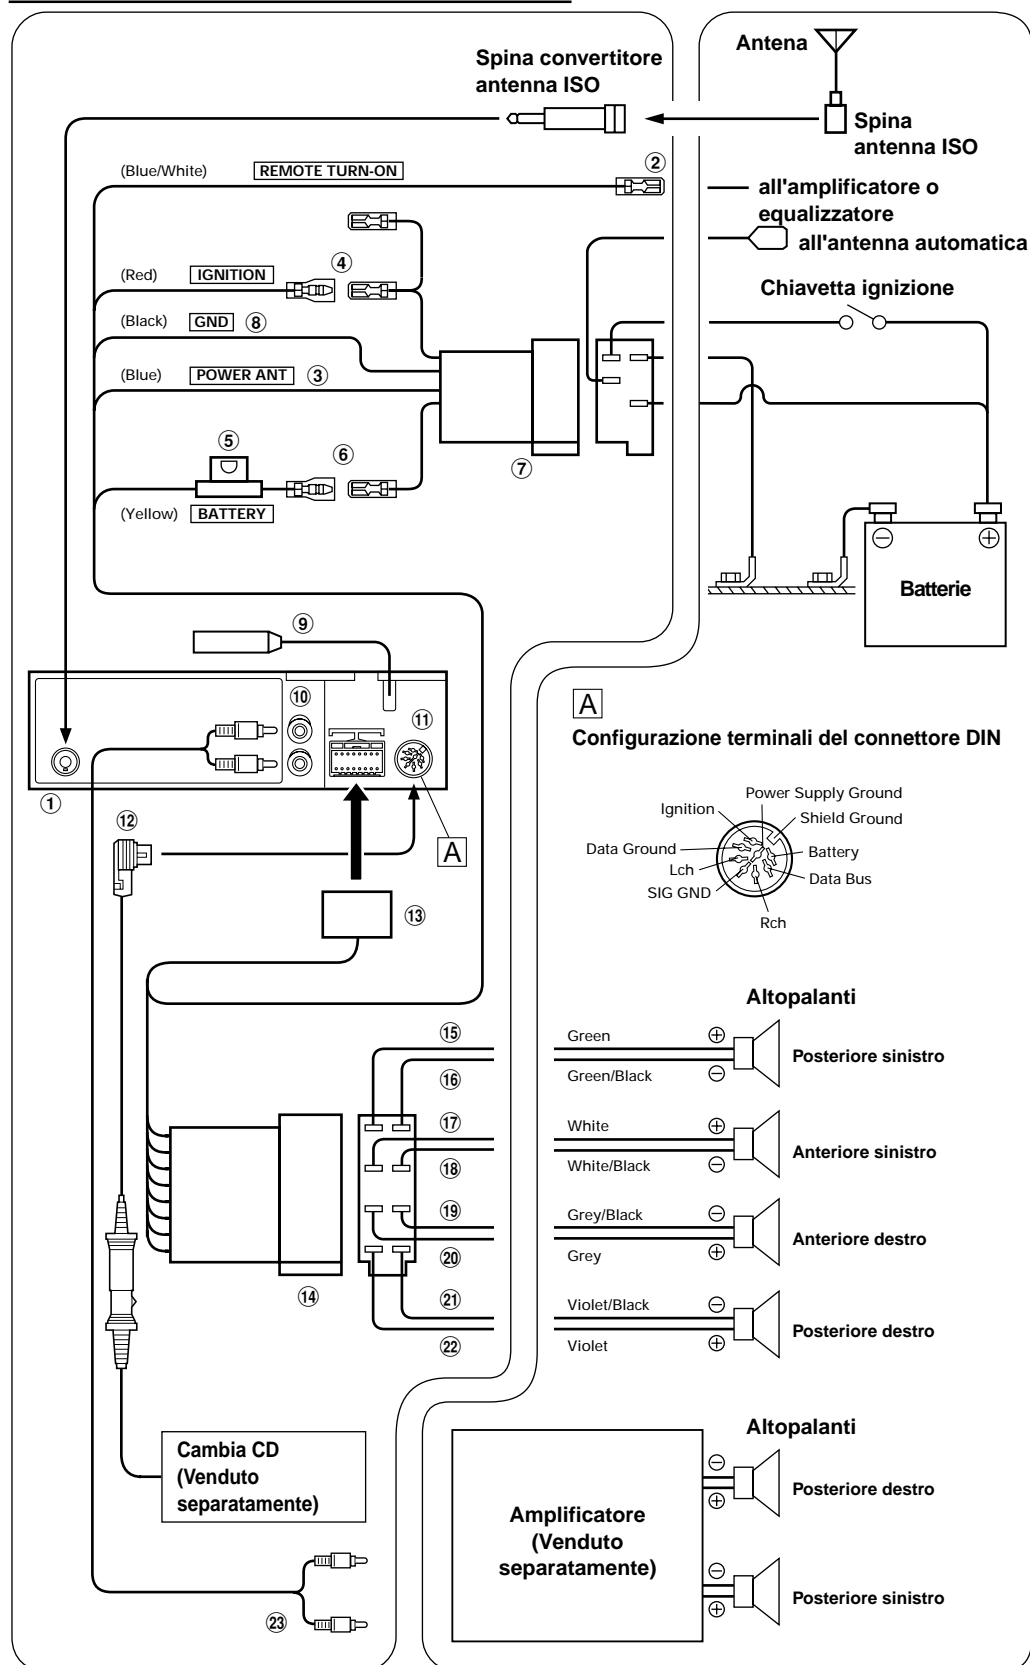 Spina convertitore
antenna ISO
Antena
Spina
antenna ISO
(Blue/White) REMOTE TURN-ON ②
all'amplificatore o
equalizzatore
all'antenna automatica
④
(Red) IGNITION
Chiavetta ignizione
(Black) GND ⑧
(Blue) POWER ANT ③
⑤
⑥
⑦
(Yellow) BATTERY
⊖ ⊕
Batterie
⑨
⑩
⑪
①
⑫
A
⑬
A
Configurazione terminali del connettore DIN
Power Supply Ground
Ignition
Shield Ground
Data Ground
Battery
Lch
Data Bus
SIG GND
Rch
Altopalanti
⑮ Green ⊕
Posteriore sinistro
⑯ Green/Black ⊖
⑰ White ⊕
Anteriore sinistro
⑱ White/Black ⊖
⑲ Grey/Black ⊖
Anteriore destro
⑳ Grey ⊕
⑭
㉑ Violet/Black ⊖
Posteriore destro
㉒ Violet ⊕
Cambia CD
(Venduto
separatamente)
㉓
Altopalanti
Amplificatore
(Venduto
separatamente)
⊖
Posteriore destro
⊕
⊖
Posteriore sinistro
⊕